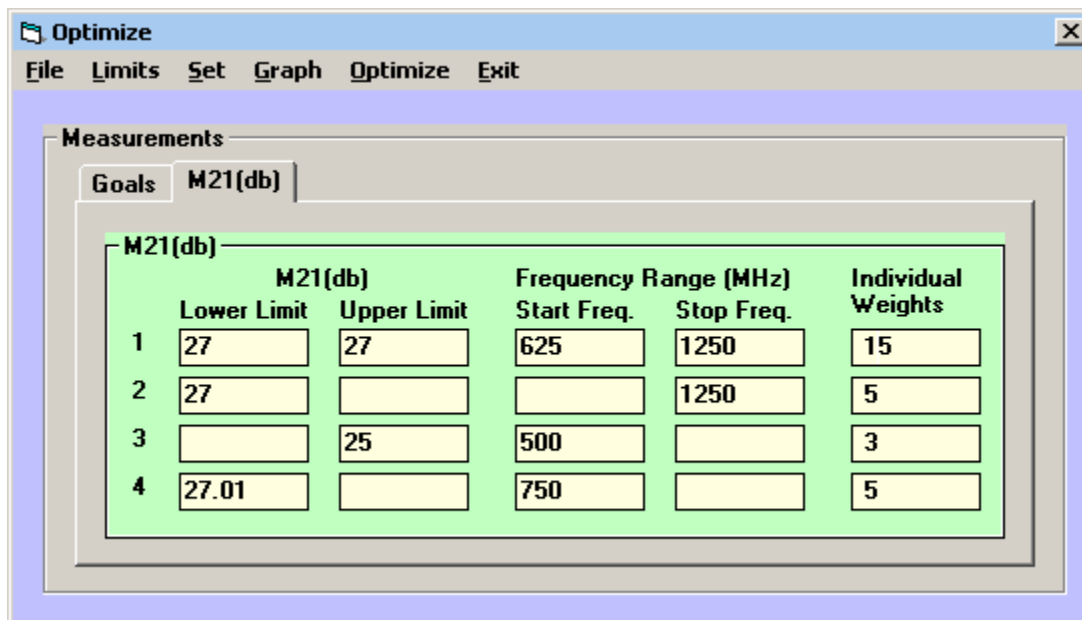 Optimize
File Limits Set Graph Optimize Exit
Measurements
Goals M21(db)
M21(db)
M21(db) Frequency Range (MHz) Individual
Lower Limit Upper Limit Start Freq. Stop Freq. Weights
1 27 27 625 1250 15
2 27 1250 5
3 25 500 3
4 27.01 750 5